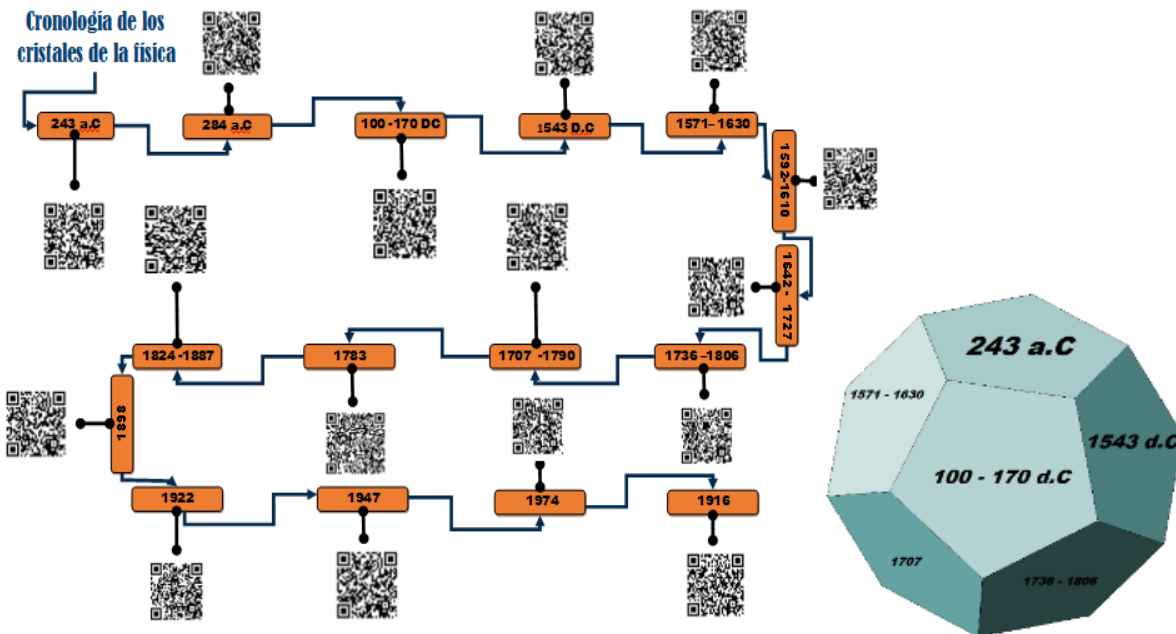 Cronología de los
cristales de la física
243 a.C
284 a.C
100 -170 DC
1543 D.C
1571– 1630
1592-1610
1642 - 1727
1736 –1806
1707 -1790
1783
1824 -1887
1898
1922
1947
1974
1916
243 a.C
1571 - 1630
1543 d.C
100 - 170 d.C
1707
1736 - 1806